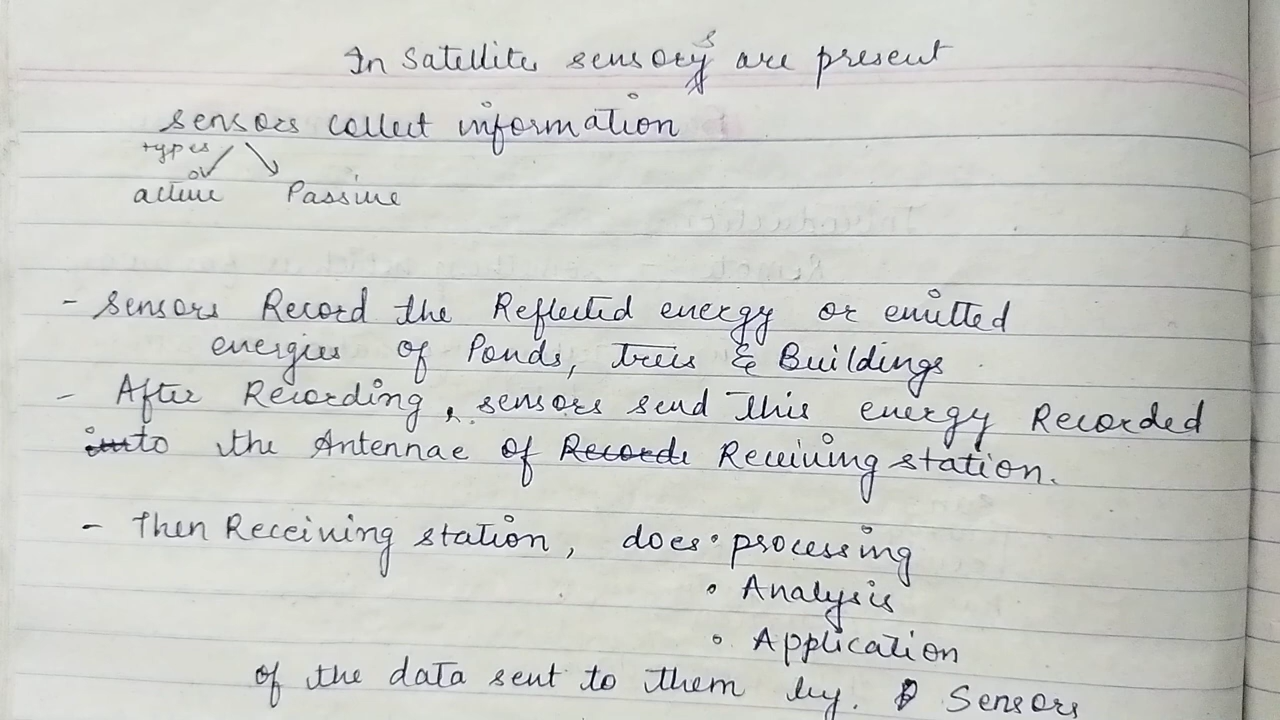 In Satellite sensorys are present
sensors collect information
types
active Passive
- Sensors Record the Reflected energy or emitted
energies of Ponds, trees & Buildings
- After Recording, sensors send this energy Recorded
to the Antennae of Receiving station.
- Then Receiving station, does • processing
• Analysis
• Application
of the data sent to them by. Sensors